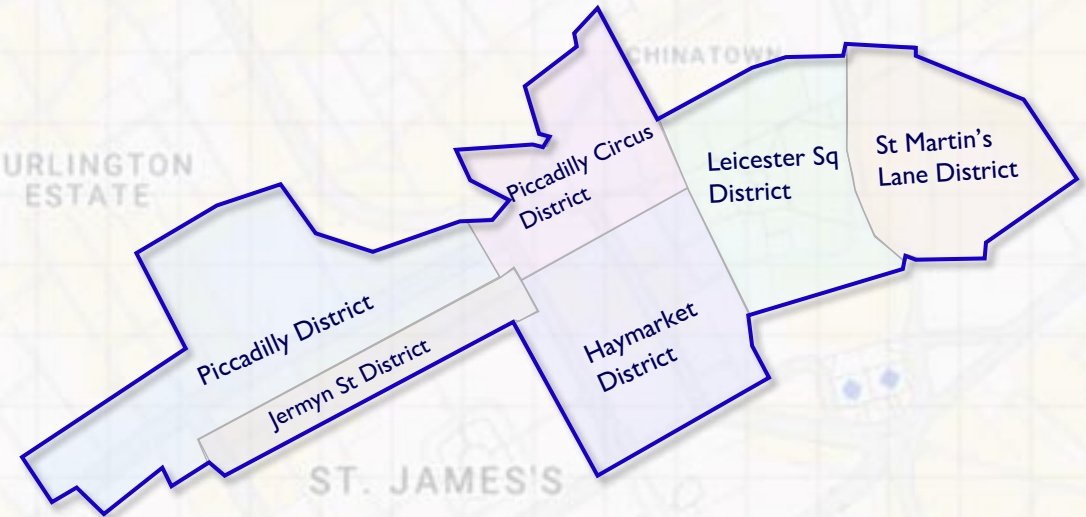 CHINATOWN
URLINGTON
ESTATE
Piccadilly Circus
District
Leicester Sq
District
St Martin's
Lane District
Piccadilly District
Jermyn St District
Haymarket
District
ST. JAMES'S